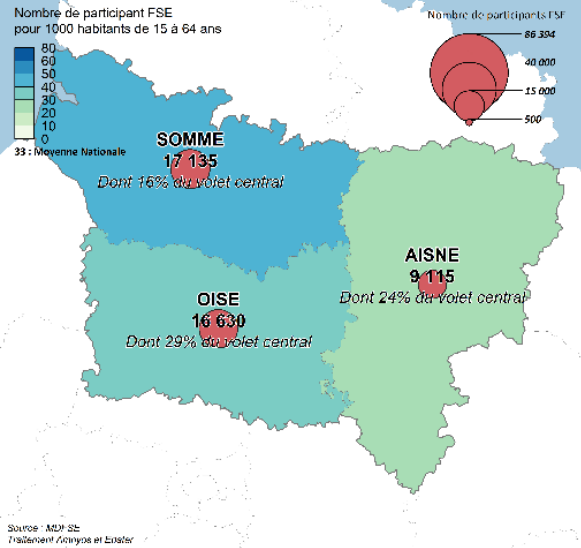 Nombre de participant FSE
pour 1000 habitants de 15 à 64 ans
80
70
60
50
40
30
20
10
0
33 : Moyenne Nationale
Nombre de participants FSE
86 394
40 000
15 000
500
SOMME
17 135
Dont 16% du volet central
AISNE
9 115
Dont 24% du volet central
OISE
16 630
Dont 29% du volet central
Source : MDFSE
Traitement Amnyos et Edater